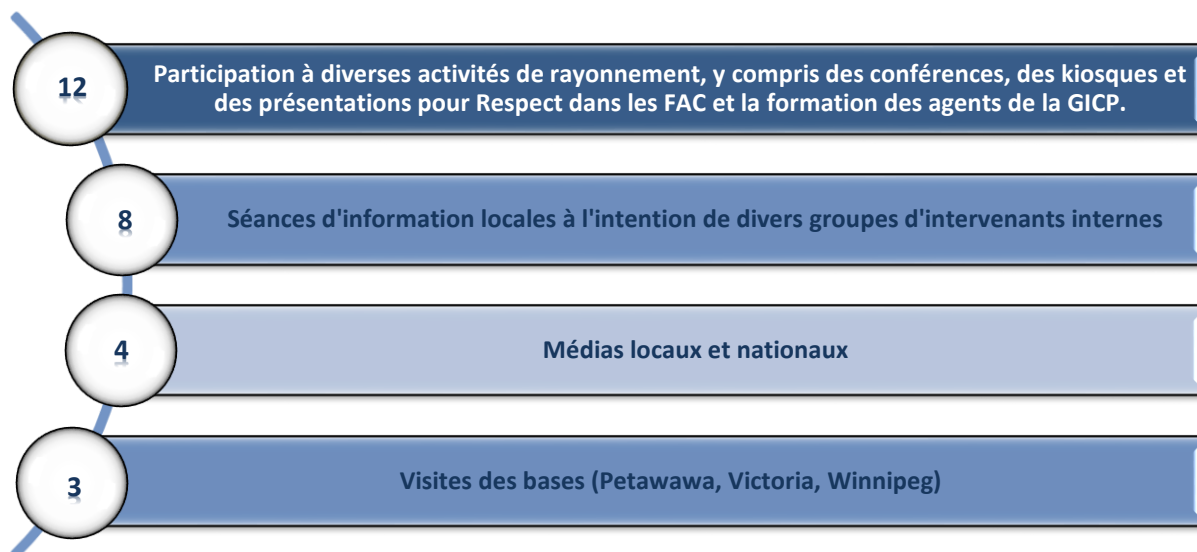 12
Participation à diverses activités de rayonnement, y compris des conférences, des kiosques et
des présentations pour Respect dans les FAC et la formation des agents de la GICP.
8
Séances d'information locales à l'intention de divers groupes d'intervenants internes
4
Médias locaux et nationaux
3
Visites des bases (Petawawa, Victoria, Winnipeg)